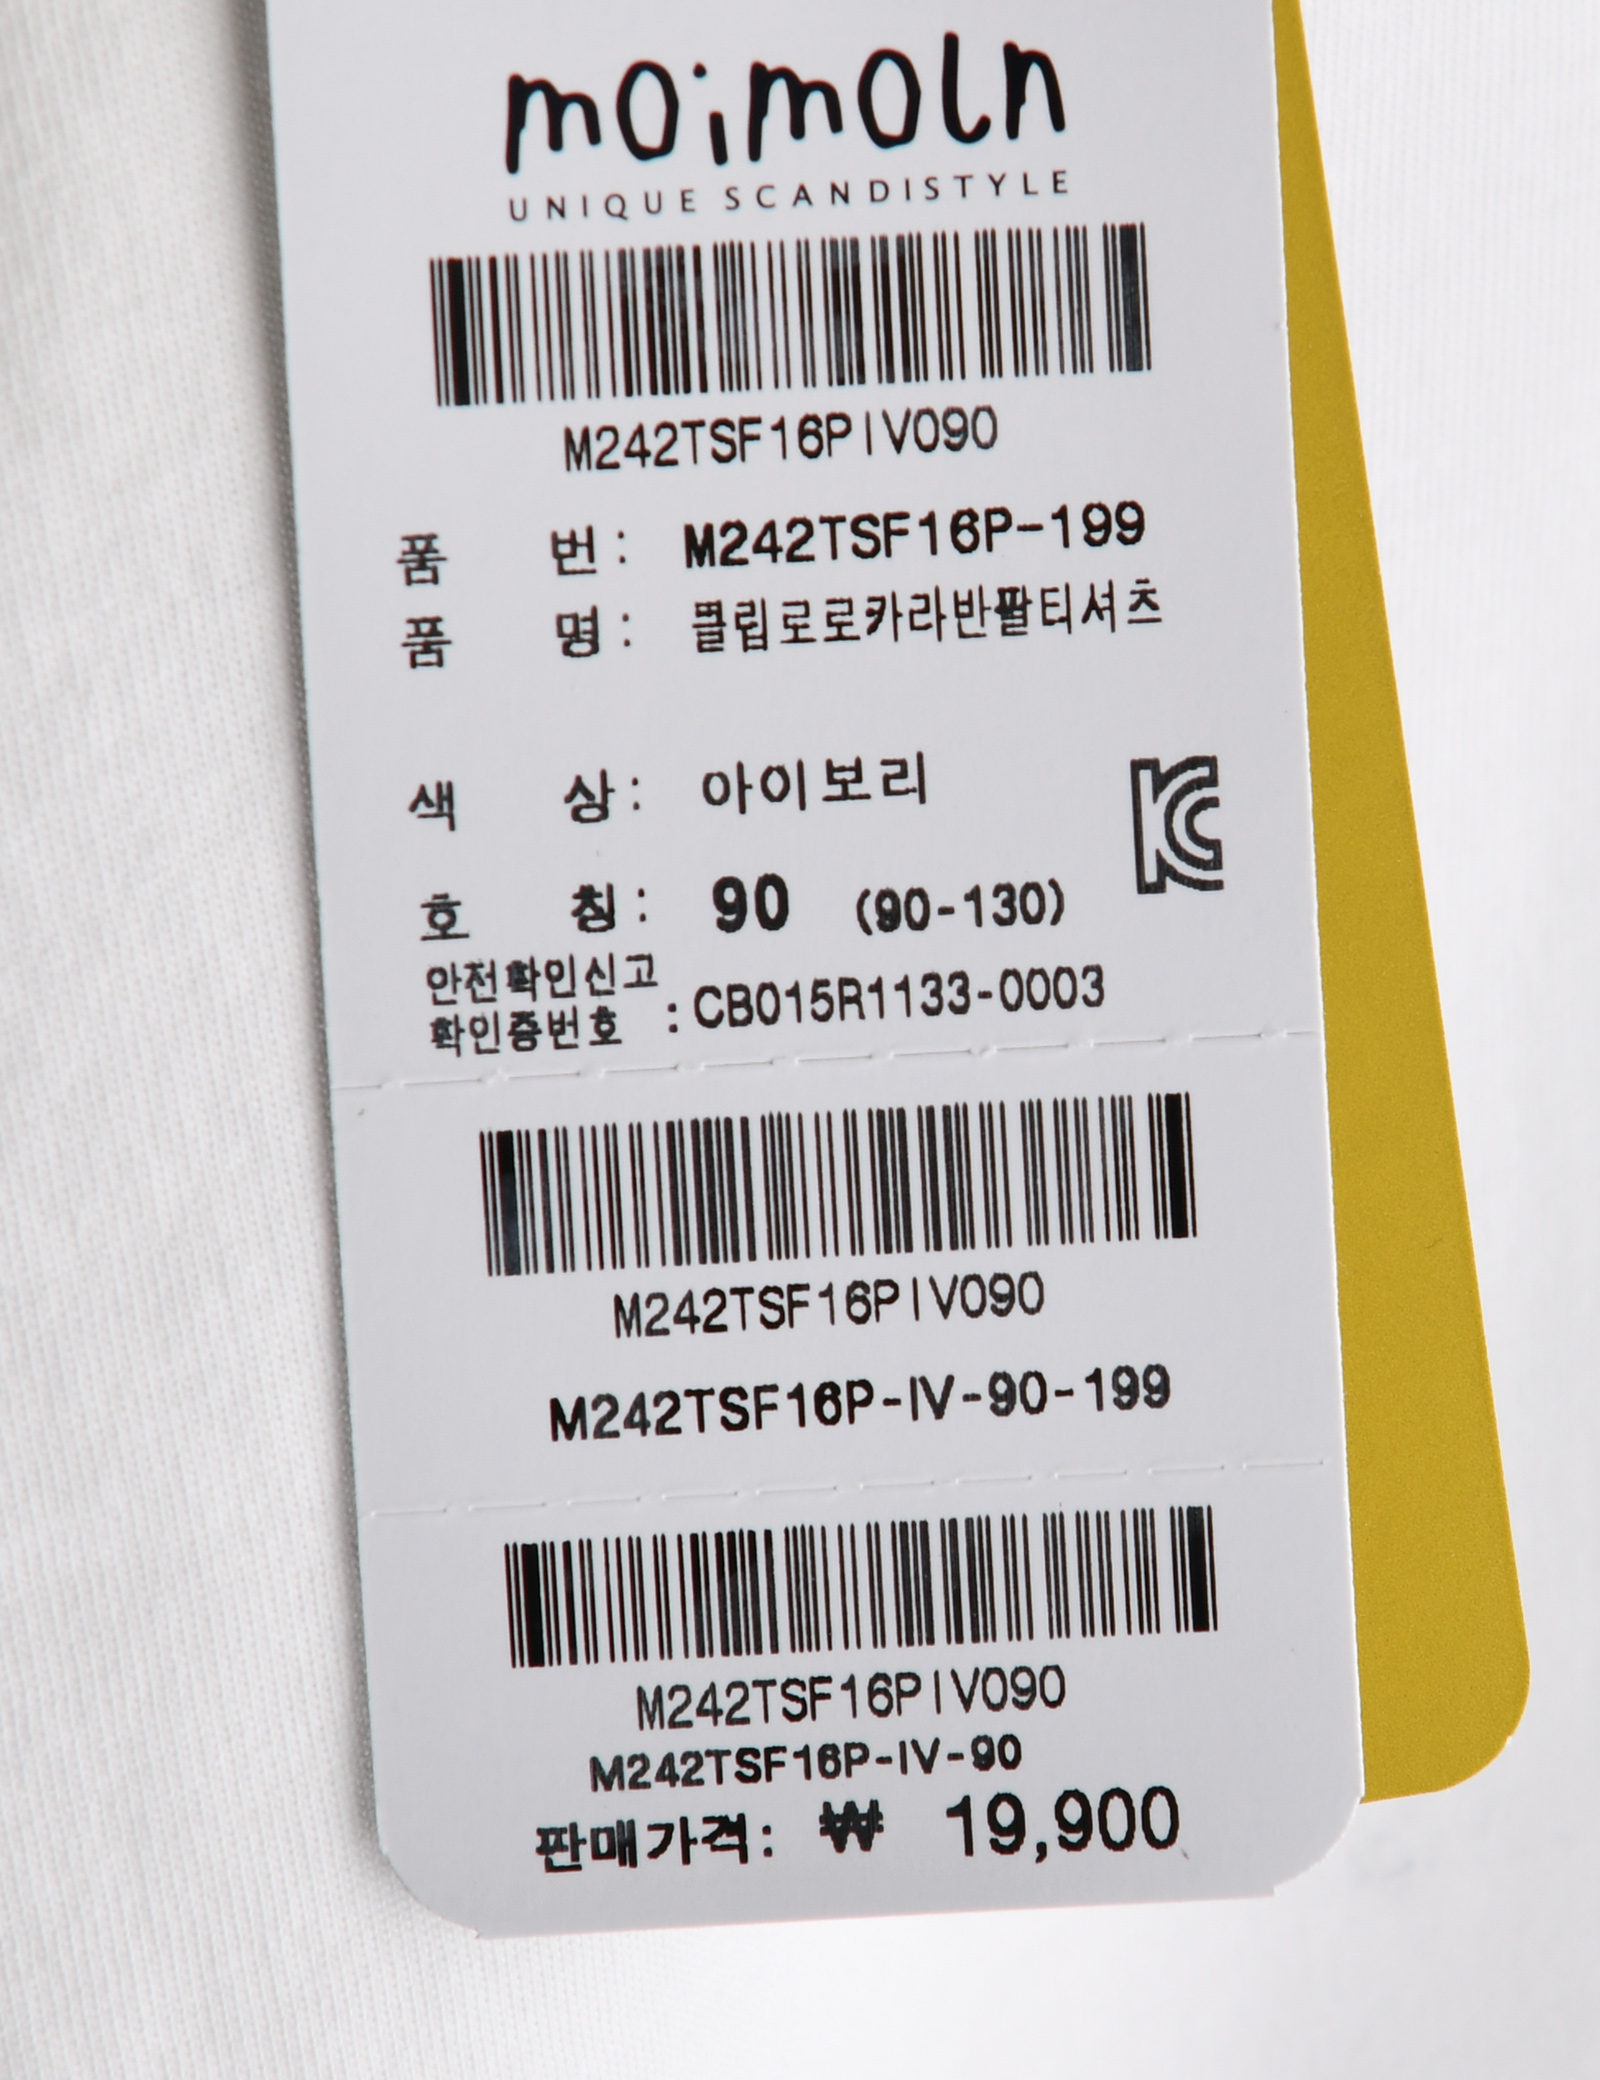 moimoln
UNIQUE SCANDISTYLE
M242TSF16PIV090
품 번: M242TSF16P-199
품 명: 클립로로카라반팔티셔츠
색 상: 아이보리
호 칭: 90 (90-130)
안전확인신고
확인증번호 : CB015R1133-0003
M242TSF16PIV090
M242TSF16P-IV-90-199
M242TSF16PIV090
M242TSF16P-IV-90
판매가격: ₩ 19,900